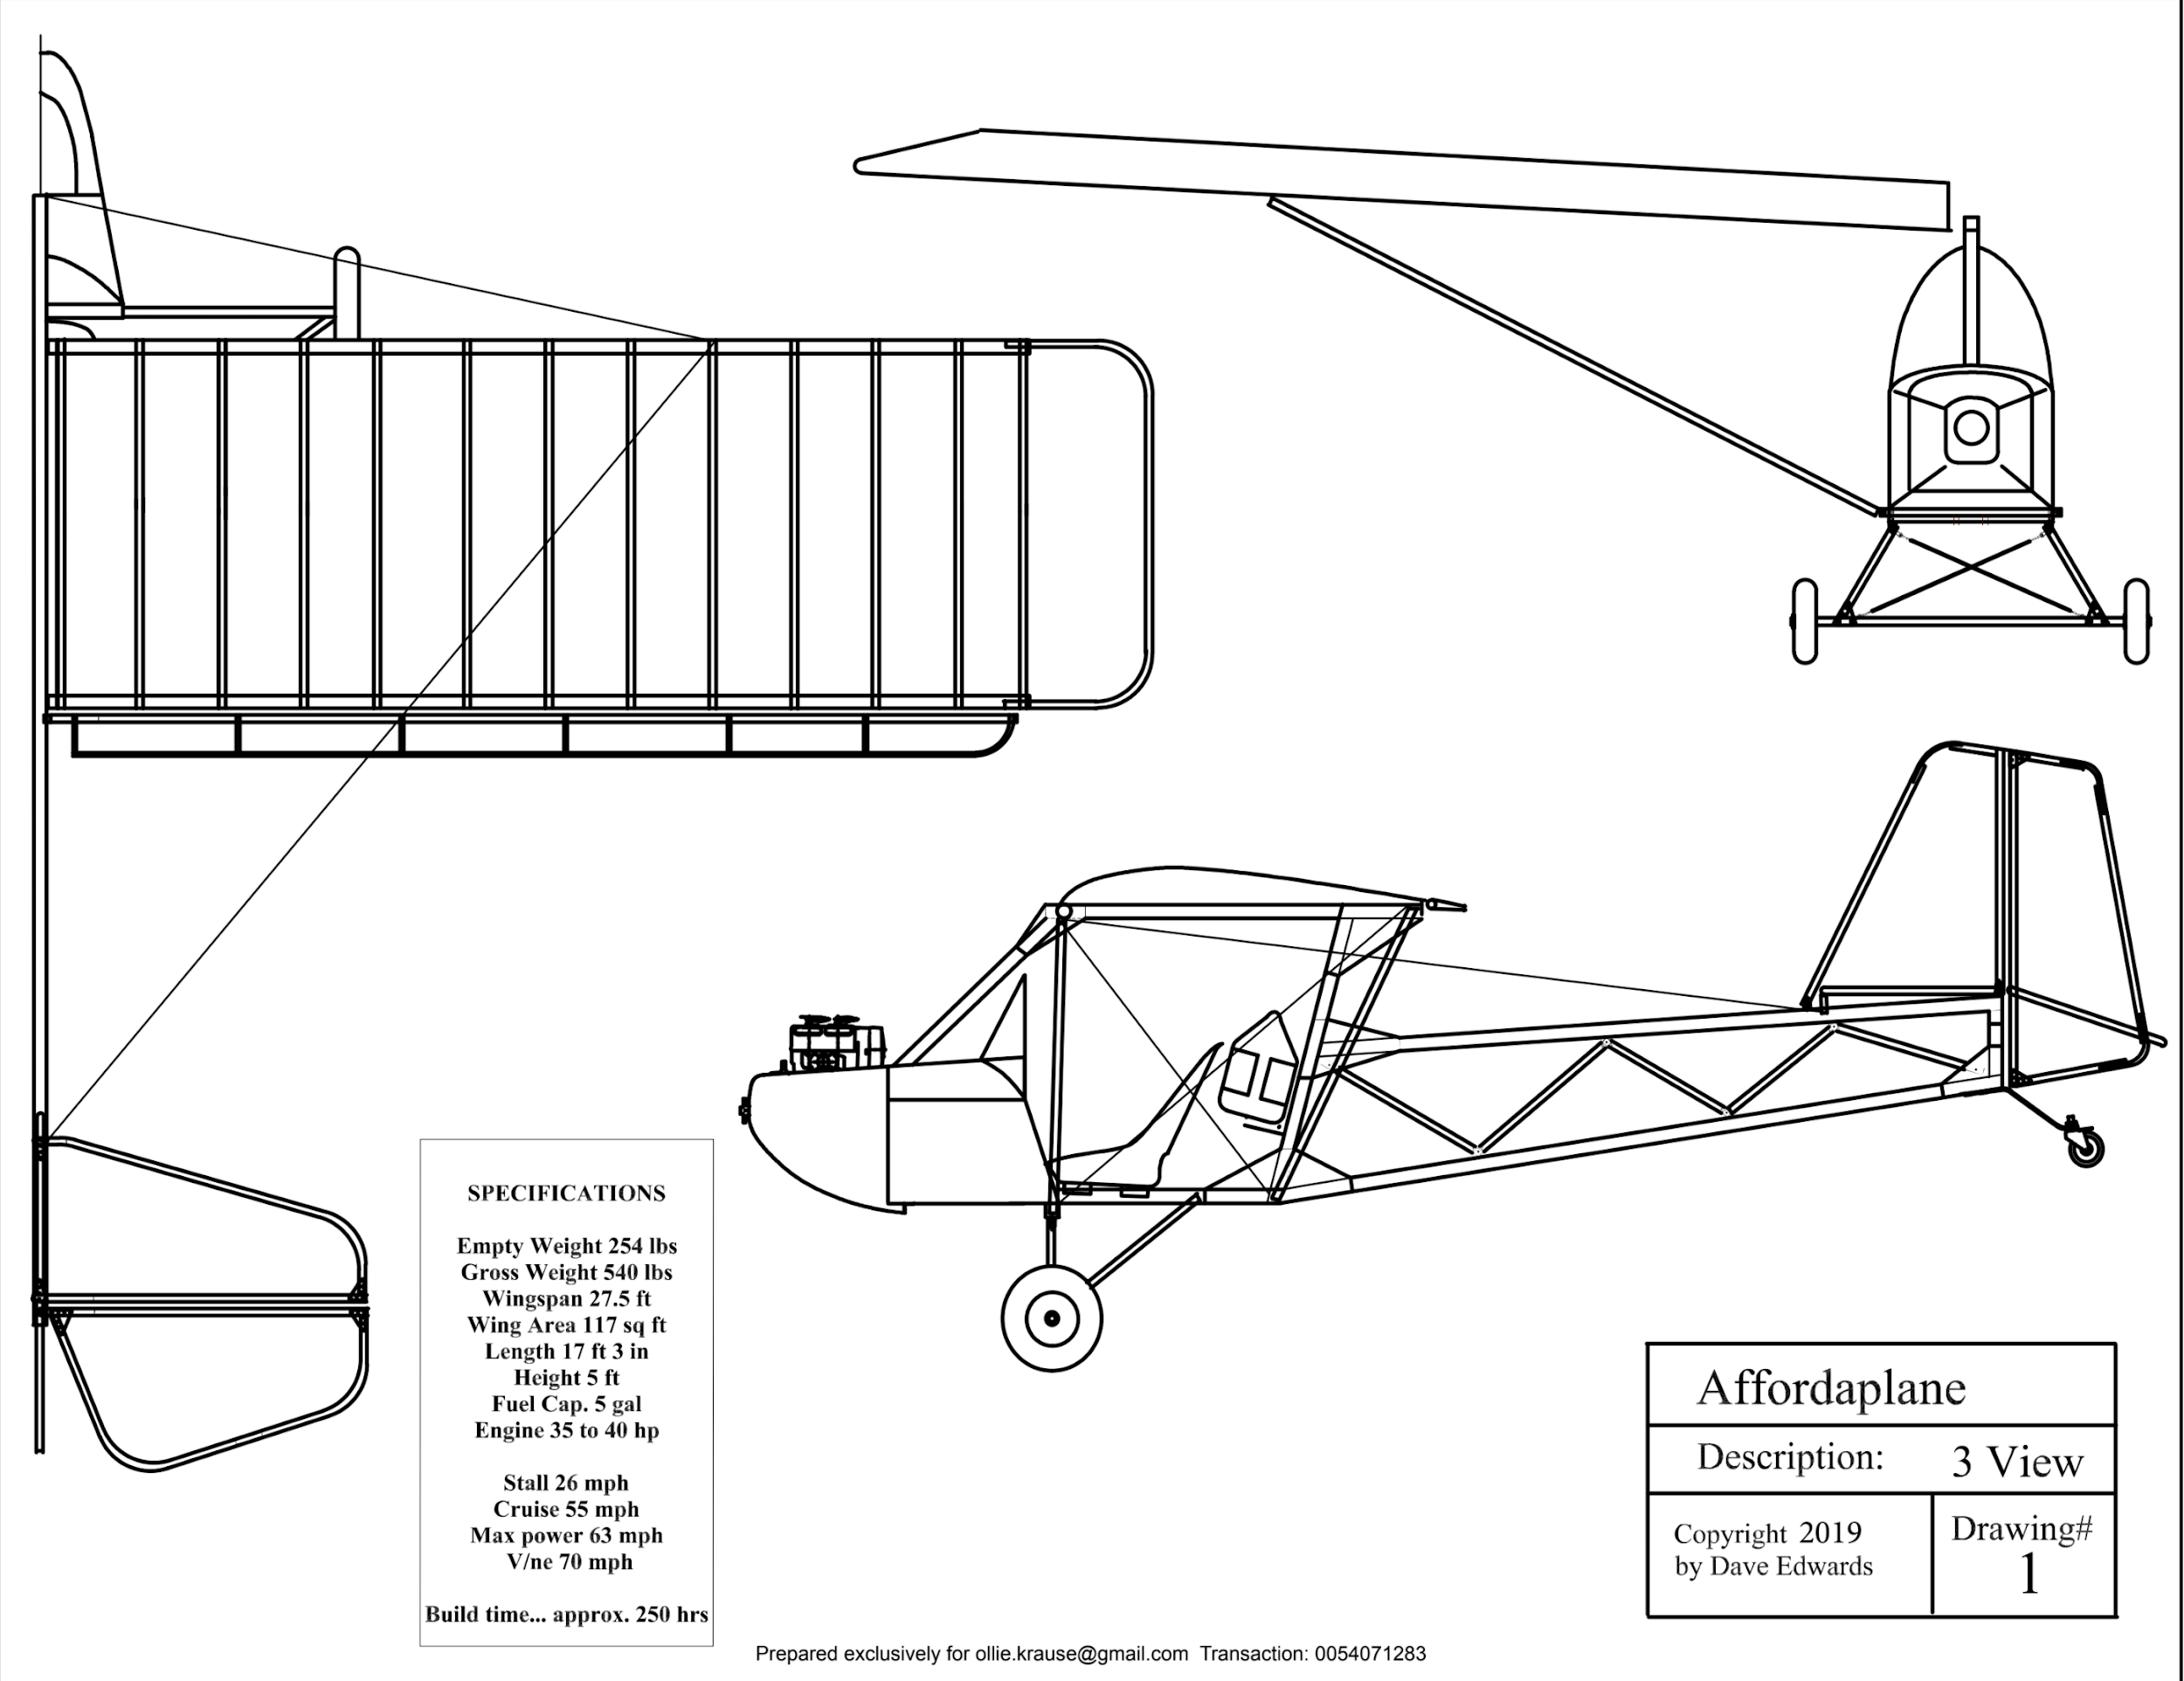 SPECIFICATIONS
Empty Weight 254 lbs
Gross Weight 540 lbs
Wingspan 27.5 ft
Wing Area 117 sq ft
Length 17 ft 3 in
Height 5 ft
Fuel Cap. 5 gal
Engine 35 to 40 hp
Stall 26 mph
Cruise 55 mph
Max power 63 mph
V/ne 70 mph
Build time... approx. 250 hrs
Affordaplane
Description: 3 View
Copyright 2019
by Dave Edwards
Drawing#
1
Prepared exclusively for ollie.krause@gmail.com Transaction: 0054071283